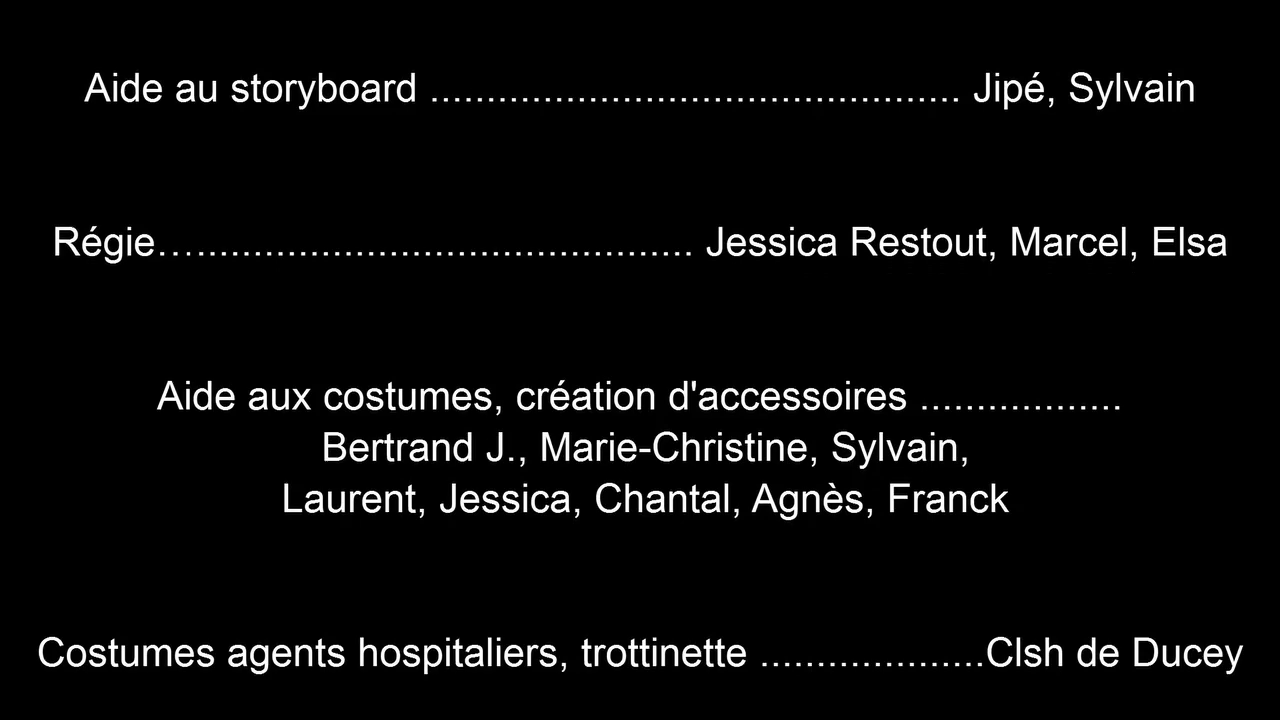 Aide au storyboard ............................................... Jipé, Sylvain
Régie…............................................ Jessica Restout, Marcel, Elsa
Aide aux costumes, création d'accessoires ..................
Bertrand J., Marie-Christine, Sylvain,
Laurent, Jessica, Chantal, Agnès, Franck
Costumes agents hospitaliers, trottinette ....................Clsh de Ducey